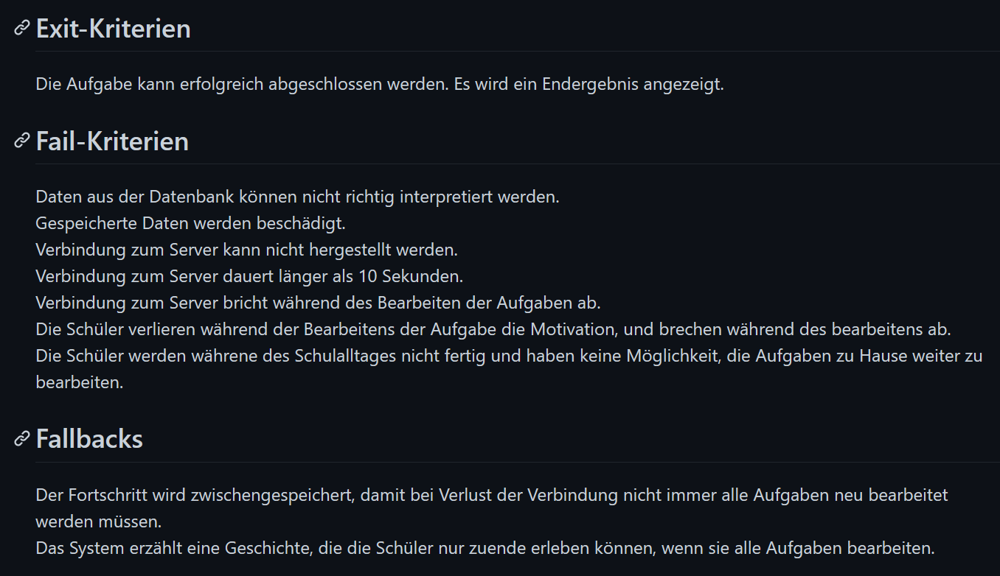 Exit-Kriterien
Die Aufgabe kann erfolgreich abgeschlossen werden. Es wird ein Endergebnis angezeigt.
Fail-Kriterien
Daten aus der Datenbank können nicht richtig interpretiert werden.
Gespeicherte Daten werden beschädigt.
Verbindung zum Server kann nicht hergestellt werden.
Verbindung zum Server dauert länger als 10 Sekunden.
Verbindung zum Server bricht während des Bearbeiten der Aufgaben ab.
Die Schüler verlieren während der Bearbeitens der Aufgabe die Motivation, und brechen während des bearbeitens ab.
Die Schüler werden währene des Schulalltages nicht fertig und haben keine Möglichkeit, die Aufgaben zu Hause weiter zu
bearbeiten.
Fallbacks
Der Fortschritt wird zwischengespeichert, damit bei Verlust der Verbindung nicht immer alle Aufgaben neu bearbeitet
werden müssen.
Das System erzählt eine Geschichte, die die Schüler nur zuende erleben können, wenn sie alle Aufgaben bearbeiten.